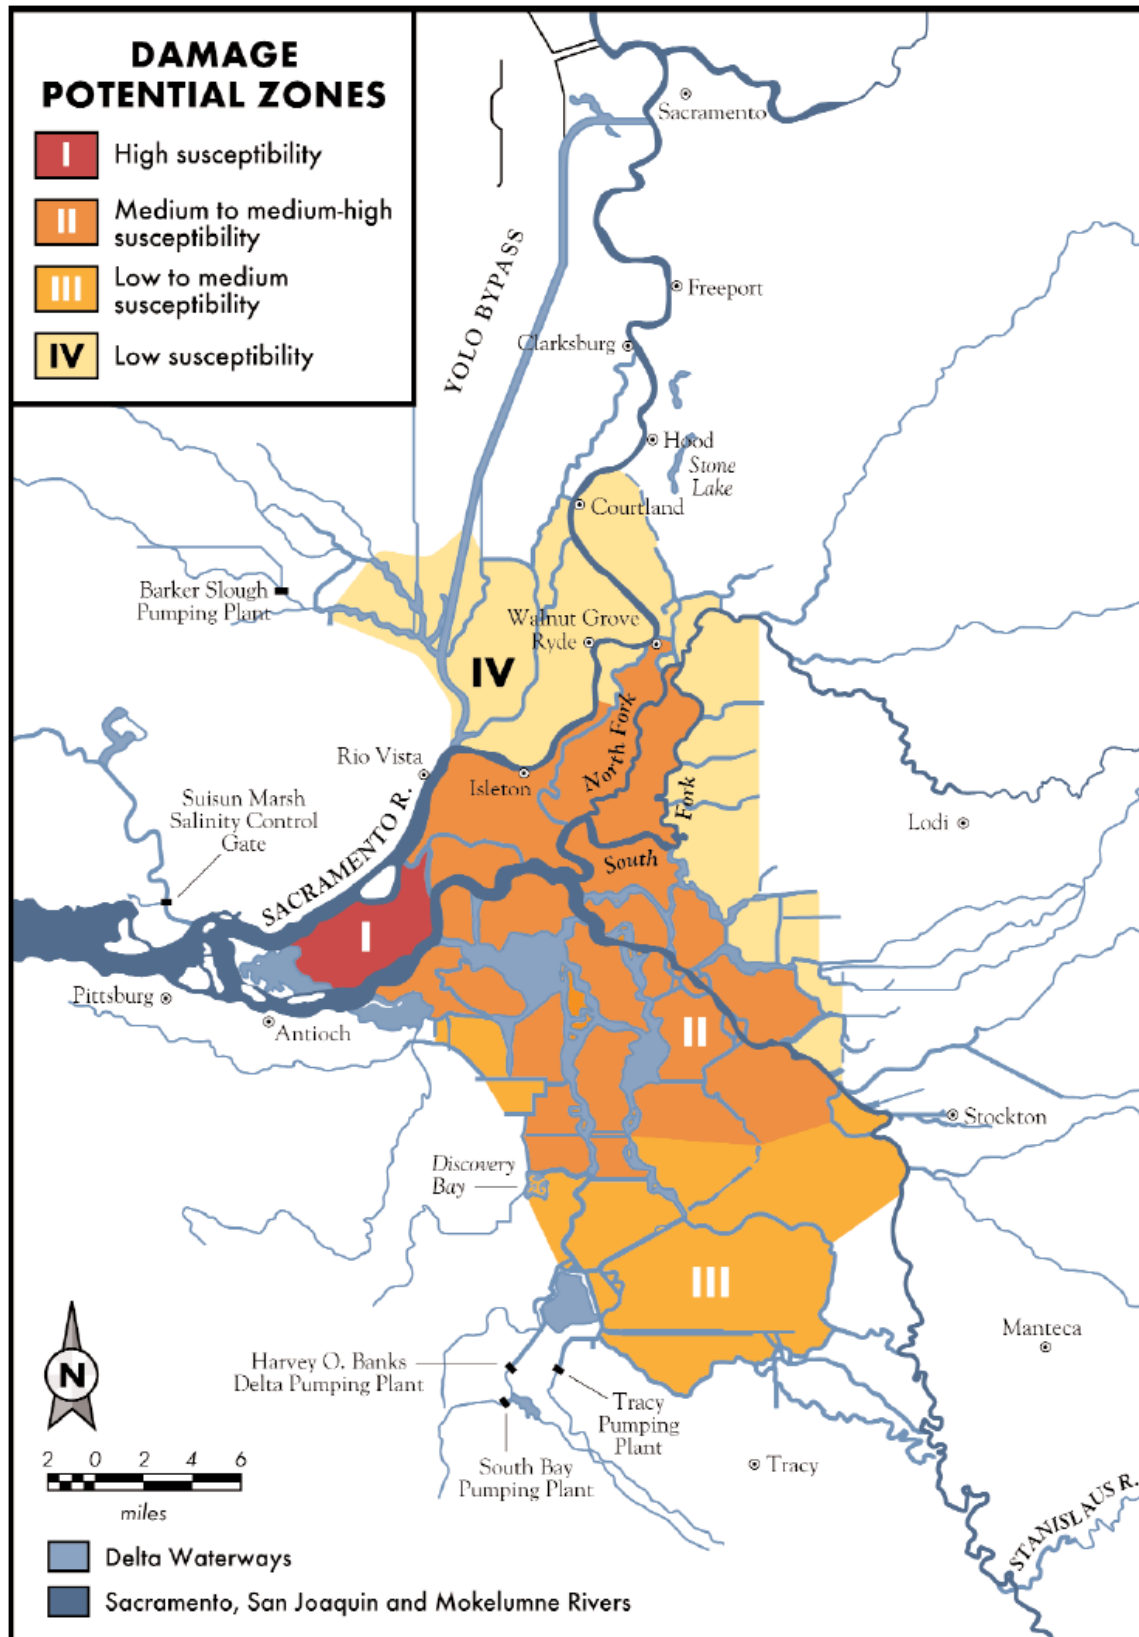 DAMAGE
POTENTIAL ZONES
I
High susceptibility
II
Medium to medium-high
susceptibility
III
Low to medium
susceptibility
IV
Low susceptibility
Sacramento
YOLO BYPASS
Freeport
Clarksburg
Hood
Stone
Lake
Courtland
Barker Slough
Pumping Plant
Walnut Grove
Ryde
IV
North Fork
Rio Vista
Isleton
Fork
South
Suisun Marsh
Salinity Control
Gate
SACRAMENTO R.
Lodi
I
Pittsburg
Antioch
II
Stockton
Discovery
Bay
III
Manteca
N
Harvey O. Banks
Delta Pumping Plant
Tracy
Pumping
Plant
South Bay
Pumping Plant
Tracy
STANISLAUS R.
2 0 2 4 6
miles
Delta Waterways
Sacramento, San Joaquin and Mokelumne Rivers